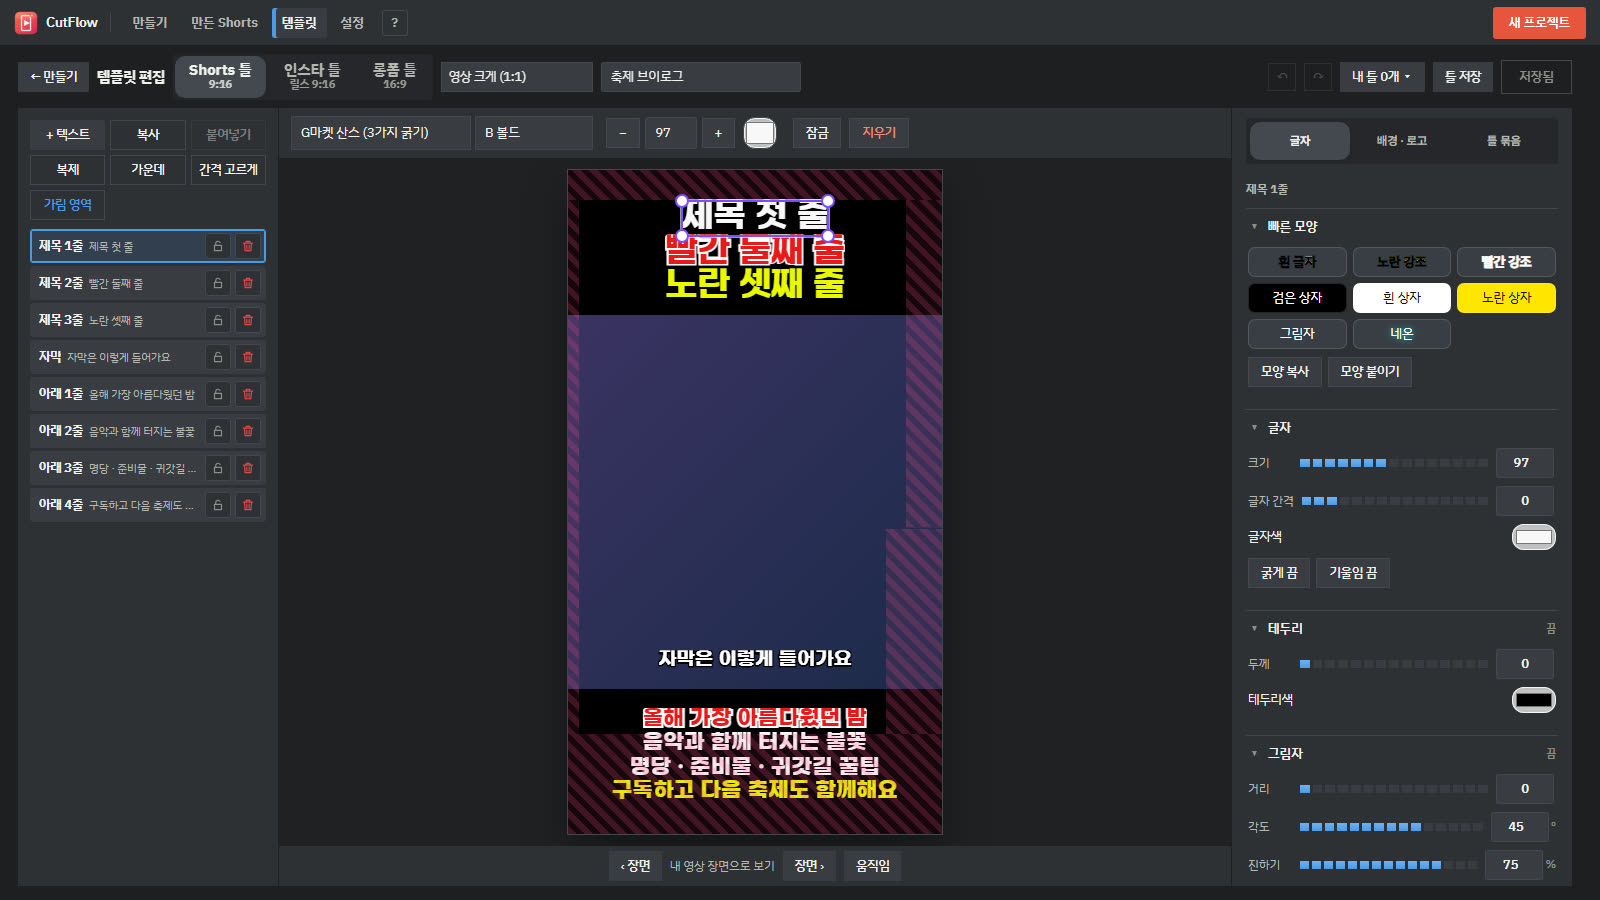 CutFlow 만들기 만든 Shorts 템플릿 설정 ? 새 프로젝트
← 만들기 템플릿 편집 Shorts 틀 9:16 인스타 틀 릴스 9:16 롱폼 틀 16:9 영상 크게 (1:1) 축제 브이로그 내 틀 0개 틀 저장 저장됨
+ 텍스트 복사 붙여넣기
복제 가운데 간격 고르게
가림 영역
제목 1줄 제목 첫 줄
제목 2줄 빨간 둘째 줄
제목 3줄 노란 셋째 줄
자막 자막은 이렇게 들어가요
아래 1줄 올해 가장 아름다웠던 밤
아래 2줄 음악과 함께 터지는 불꽃
아래 3줄 명당 · 준비물 · 귀갓길 ...
아래 4줄 구독하고 다음 축제도 ...
G마켓 산스 (3가지 굵기) B 볼드 − 97 + 잠금 지우기
제목 첫 줄
빨간 둘째 줄
노란 셋째 줄
자막은 이렇게 들어가요
올해 가장 아름다웠던 밤
음악과 함께 터지는 불꽃
명당 · 준비물 · 귀갓길 꿀팁
구독하고 다음 축제도 함께해요
‹ 장면 내 영상 장면으로 보기 장면 › 움직임
글자 배경 · 로고 틀 묶음
제목 1줄
빠른 모양
흰 글자 노란 강조 빨간 강조
검은 상자 흰 상자 노란 상자
그림자 네온
모양 복사 모양 붙이기
글자
크기 97
글자 간격 0
글자색
굵게 끔 기울임 끔
테두리 끔
두께 0
테두리색
그림자 끔
거리 0
각도 45 °
진하기 75 %